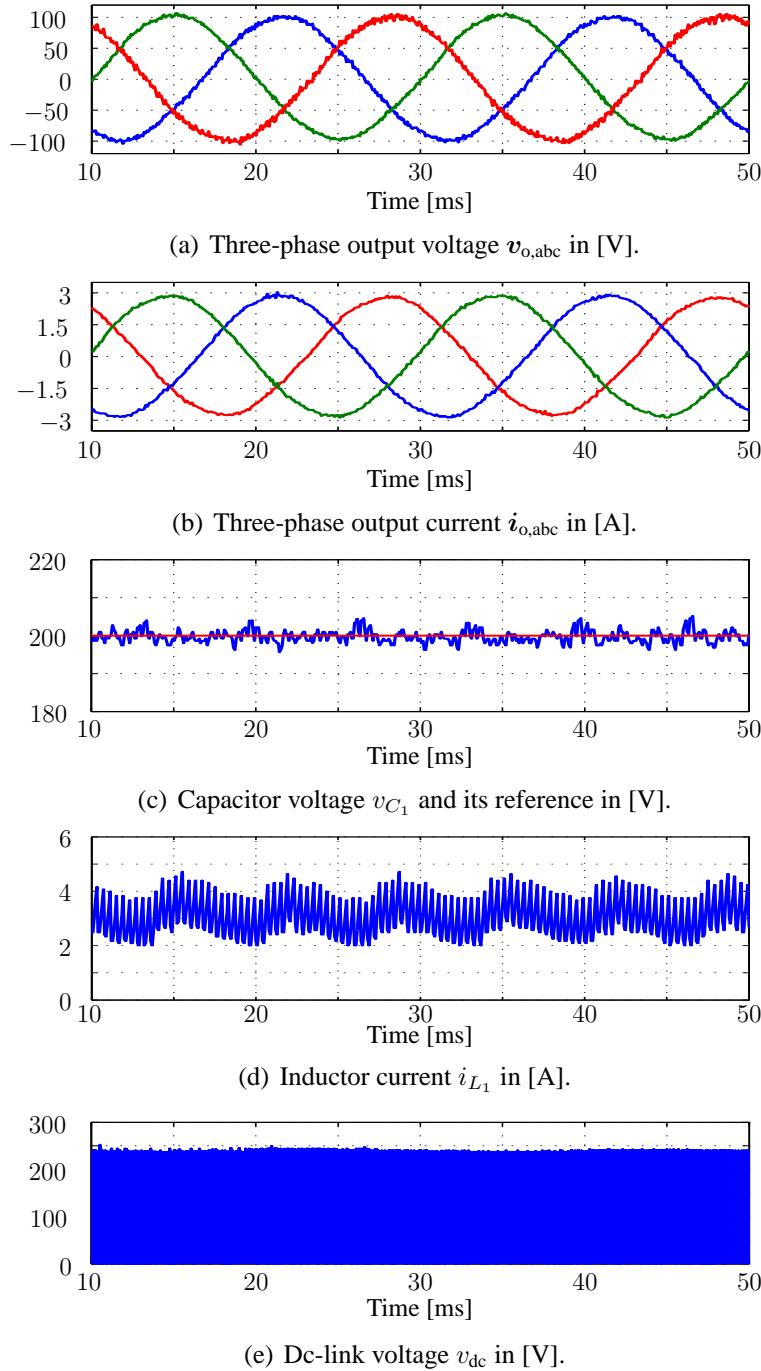 100
50
0
−50
−100
10 20 30 40 50
Time [ms]
(a) Three-phase output voltage v_o,abc in [V].
3
1.5
0
−1.5
−3
10 20 30 40 50
Time [ms]
(b) Three-phase output current i_o,abc in [A].
220
200
180
10 20 30 40 50
Time [ms]
(c) Capacitor voltage v_C₁ and its reference in [V].
6
4
2
0
10 20 30 40 50
Time [ms]
(d) Inductor current i_L₁ in [A].
300
200
100
0
10 20 30 40 50
Time [ms]
(e) Dc-link voltage v_dc in [V].